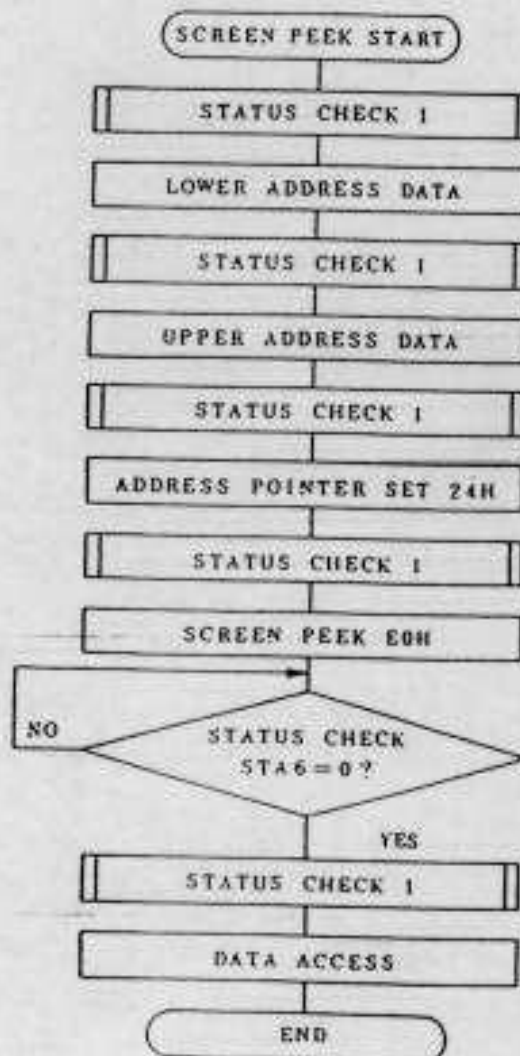 SCREEN PEEK START
STATUS CHECK 1
LOWER ADDRESS DATA
STATUS CHECK 1
UPPER ADDRESS DATA
STATUS CHECK 1
ADDRESS POINTER SET 24H
STATUS CHECK 1
SCREEN PEEK E0H
STATUS CHECK
STA6=0?
NO
YES
STATUS CHECK 1
DATA ACCESS
END